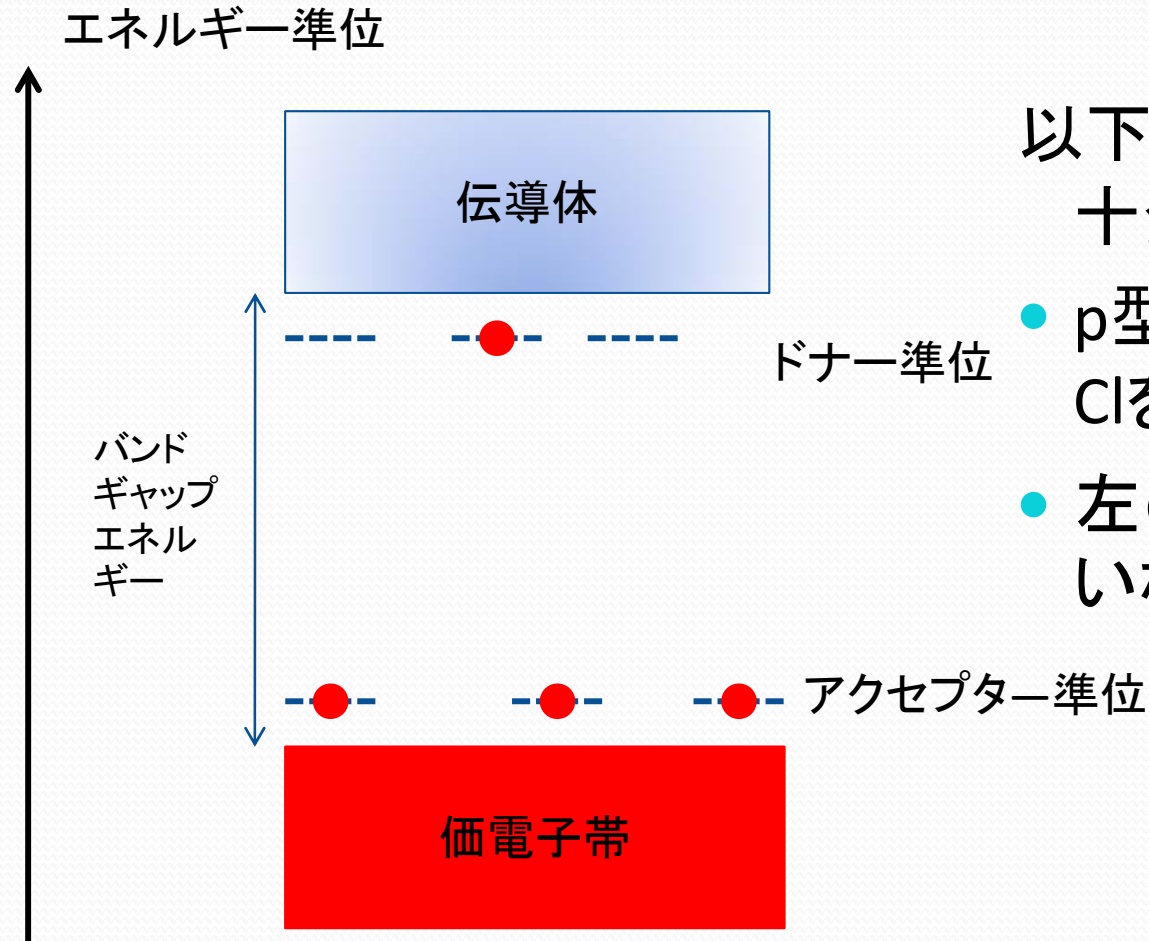 エネルギー準位
伝導体
ドナー準位
バンド
ギャップ
エネル
ギー
アクセプター準位
価電子帯
以下
• p型
Clを
• 左